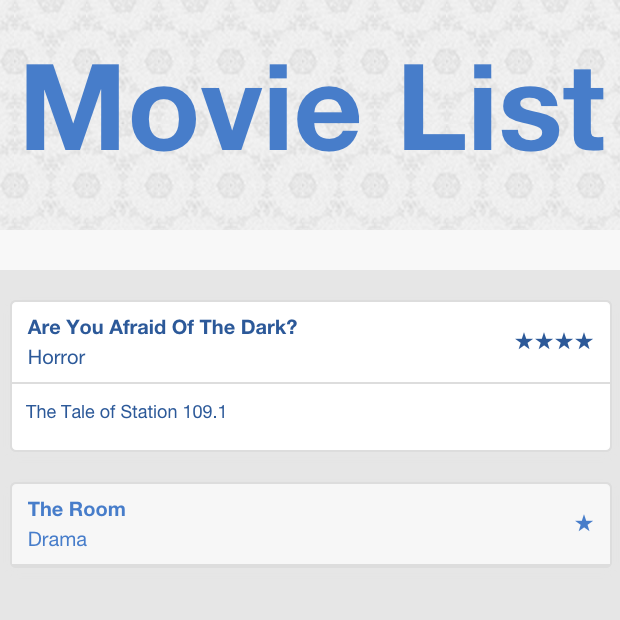 Movie List
Are You Afraid Of The Dark?
★★★★
Horror
The Tale of Station 109.1
The Room
★
Drama